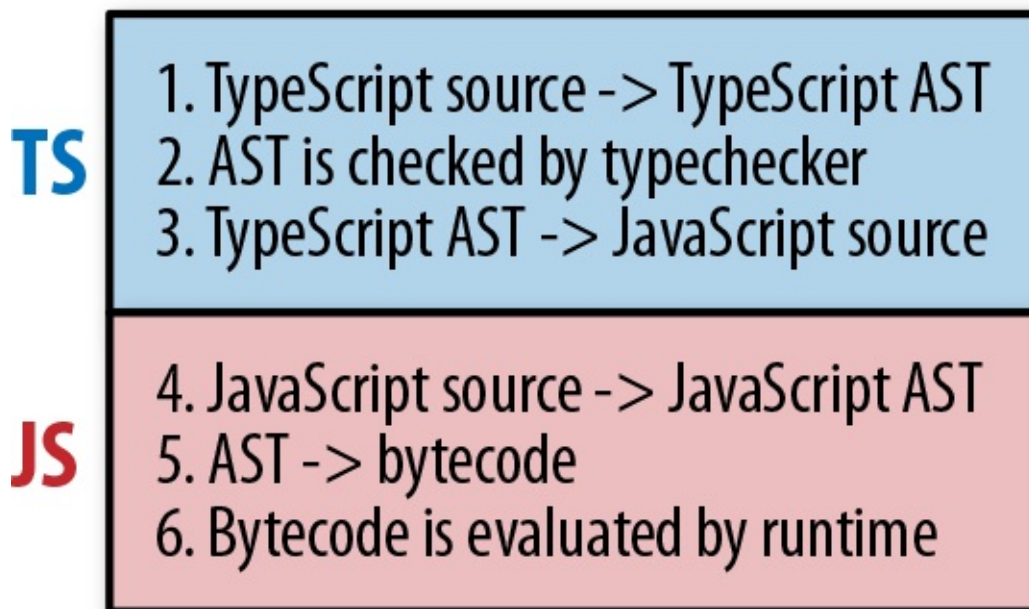 TS
1. TypeScript source -> TypeScript AST
2. AST is checked by typechecker
3. TypeScript AST -> JavaScript source
JS
4. JavaScript source -> JavaScript AST
5. AST -> bytecode
6. Bytecode is evaluated by runtime